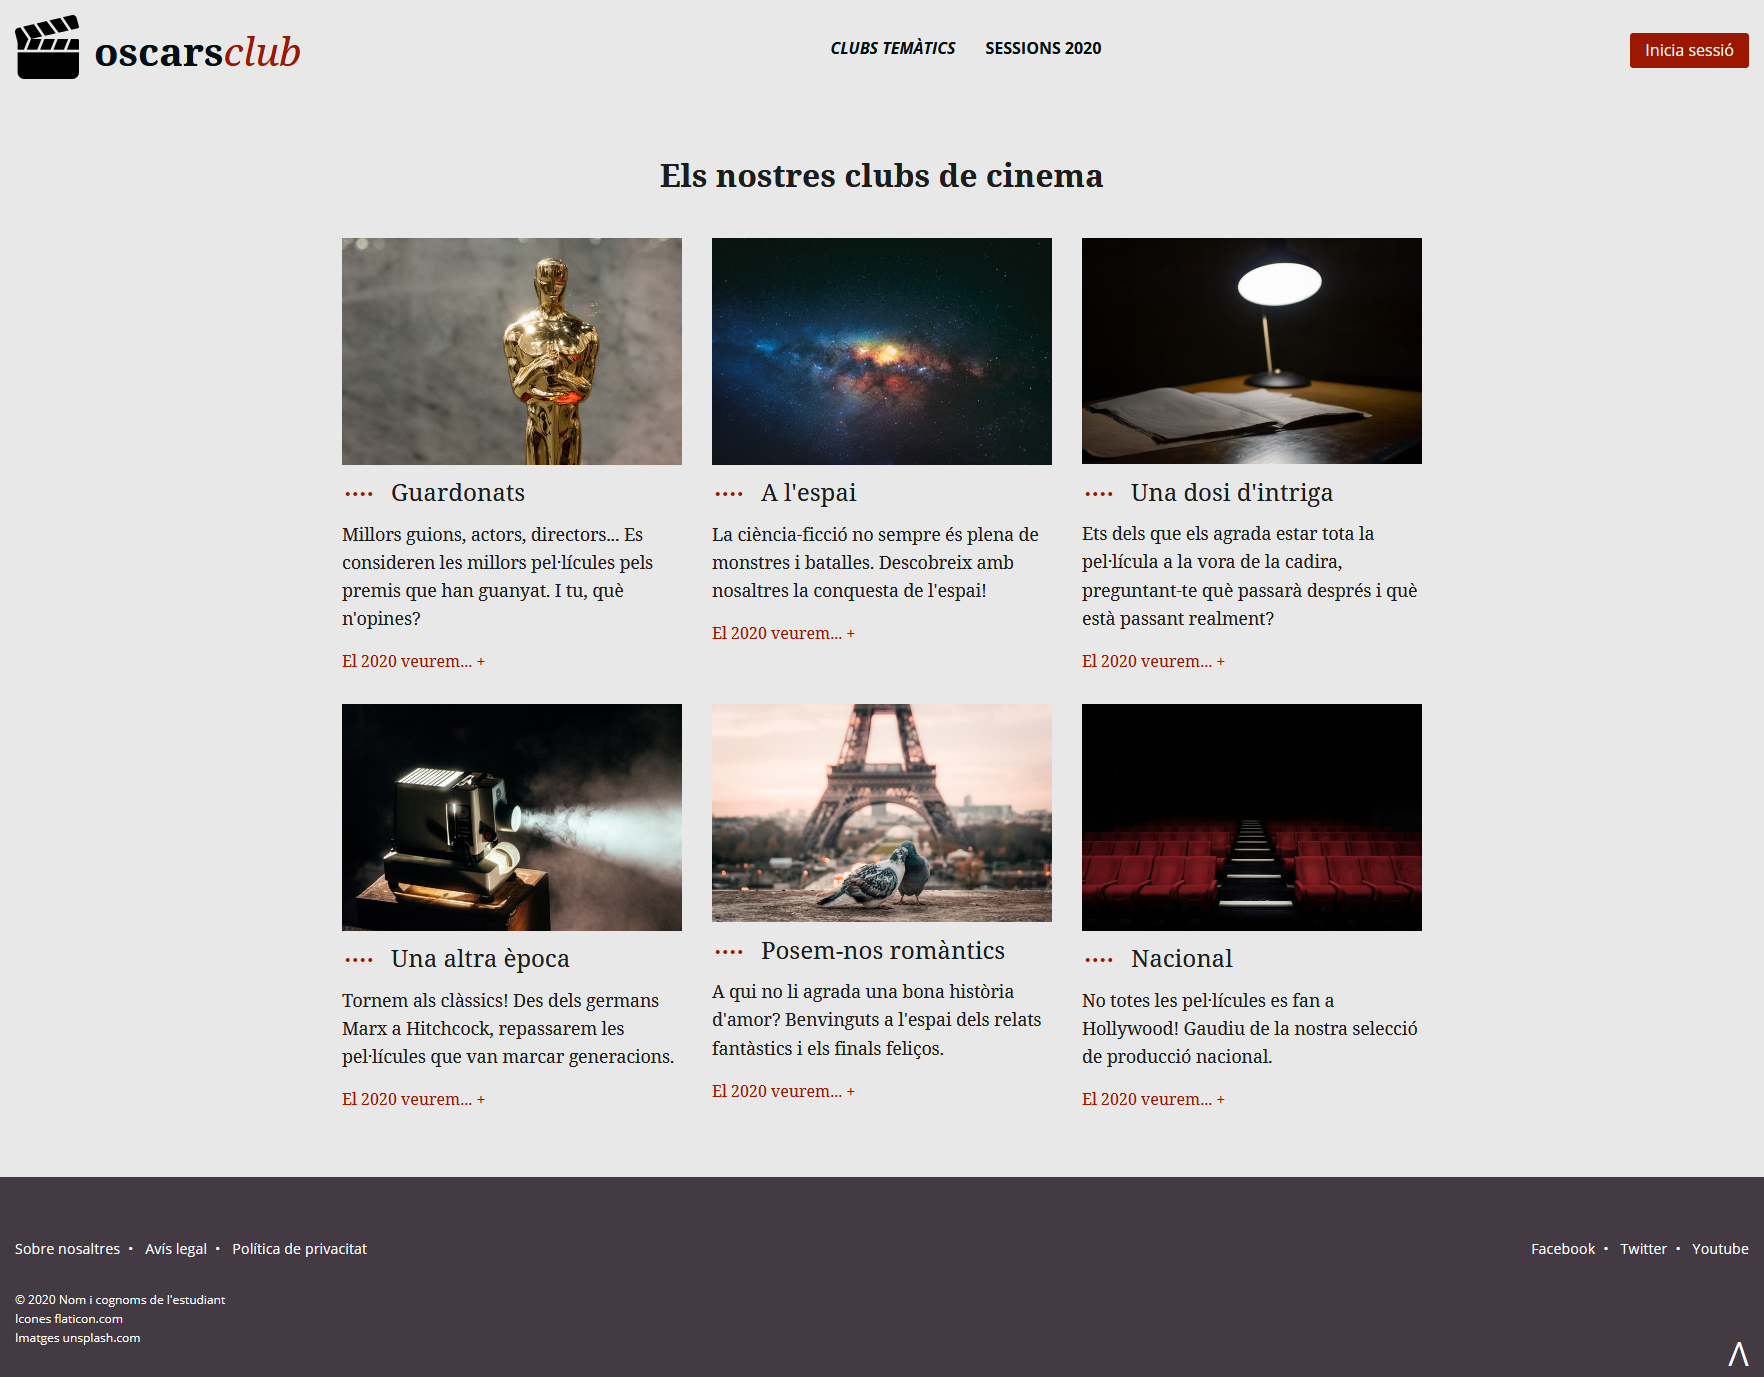 oscarsclub
CLUBS TEMÀTICS
SESSIONS 2020
Inicia sessió
Els nostres clubs de cinema
•••• Guardonats
Millors guions, actors, directors... Es
consideren les millors pel·lícules pels
premis que han guanyat. I tu, què
n'opines?
El 2020 veurem... +
•••• A l'espai
La ciència-ficció no sempre és plena de
monstres i batalles. Descobreix amb
nosaltres la conquesta de l'espai!
El 2020 veurem... +
•••• Una dosi d'intriga
Ets dels que els agrada estar tota la
pel·lícula a la vora de la cadira,
preguntant-te què passarà després i què
està passant realment?
El 2020 veurem... +
•••• Una altra època
Tornem als clàssics! Des dels germans
Marx a Hitchcock, repassarem les
pel·lícules que van marcar generacions.
El 2020 veurem... +
•••• Posem-nos romàntics
A qui no li agrada una bona història
d'amor? Benvinguts a l'espai dels relats
fantàstics i els finals feliços.
El 2020 veurem... +
•••• Nacional
No totes les pel·lícules es fan a
Hollywood! Gaudiu de la nostra selecció
de producció nacional.
El 2020 veurem... +
Sobre nosaltres • Avís legal • Política de privacitat
Facebook • Twitter • Youtube
© 2020 Nom i cognoms de l'estudiant
Icones flaticon.com
Imatges unsplash.com